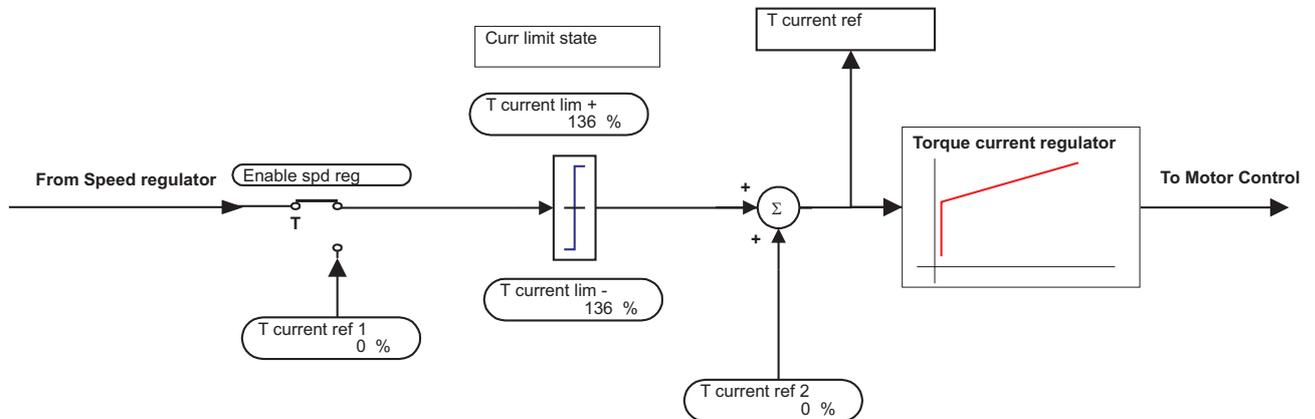 T current ref
Curr limit state
T current lim +
136 %
Torque current regulator
From Speed regulator
Enable spd reg
To Motor Control
+
Σ
T
+
T current lim -
136 %
T current ref 1
0 %
T current ref 2
0 %